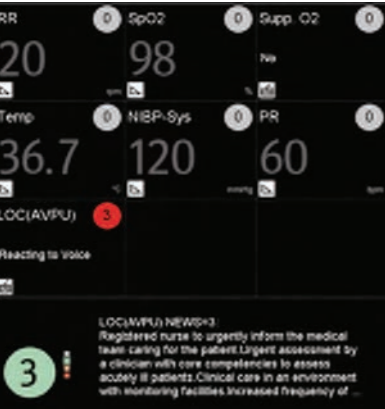 RR 0 SpO2 0 Supp. O2 0
20 98 No
rpm %
Temp 0 NIBP-Sys 0 PR 0
36.7 120 60
°C mmHg bpm
LOC(AVPU) 3
Reacting to Voice
LOC(AVPU) NEWS=3:
Registered nurse to urgently inform the medical
team caring for the patient.Urgent assessment by
a clinician with core competencies to assess
acutely ill patients.Clinical care in an environment
with monitoring facilities.Increased frequency of ...
3